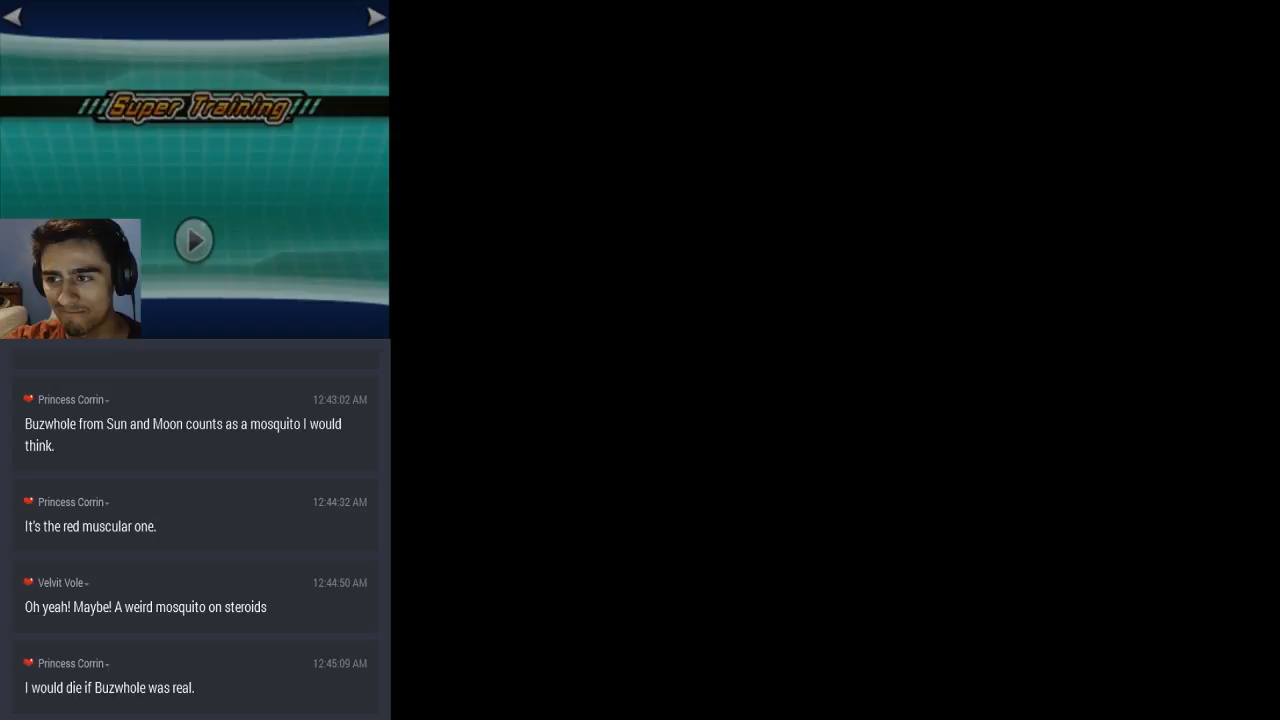 Super Training
Princess Corrin
12:43:02 AM
Buzwhole from Sun and Moon counts as a mosquito I would
think.
Princess Corrin
12:44:32 AM
It's the red muscular one.
Velvit Vole
12:44:50 AM
Oh yeah! Maybe! A weird mosquito on steroids
Princess Corrin
12:45:09 AM
I would die if Buzwhole was real.